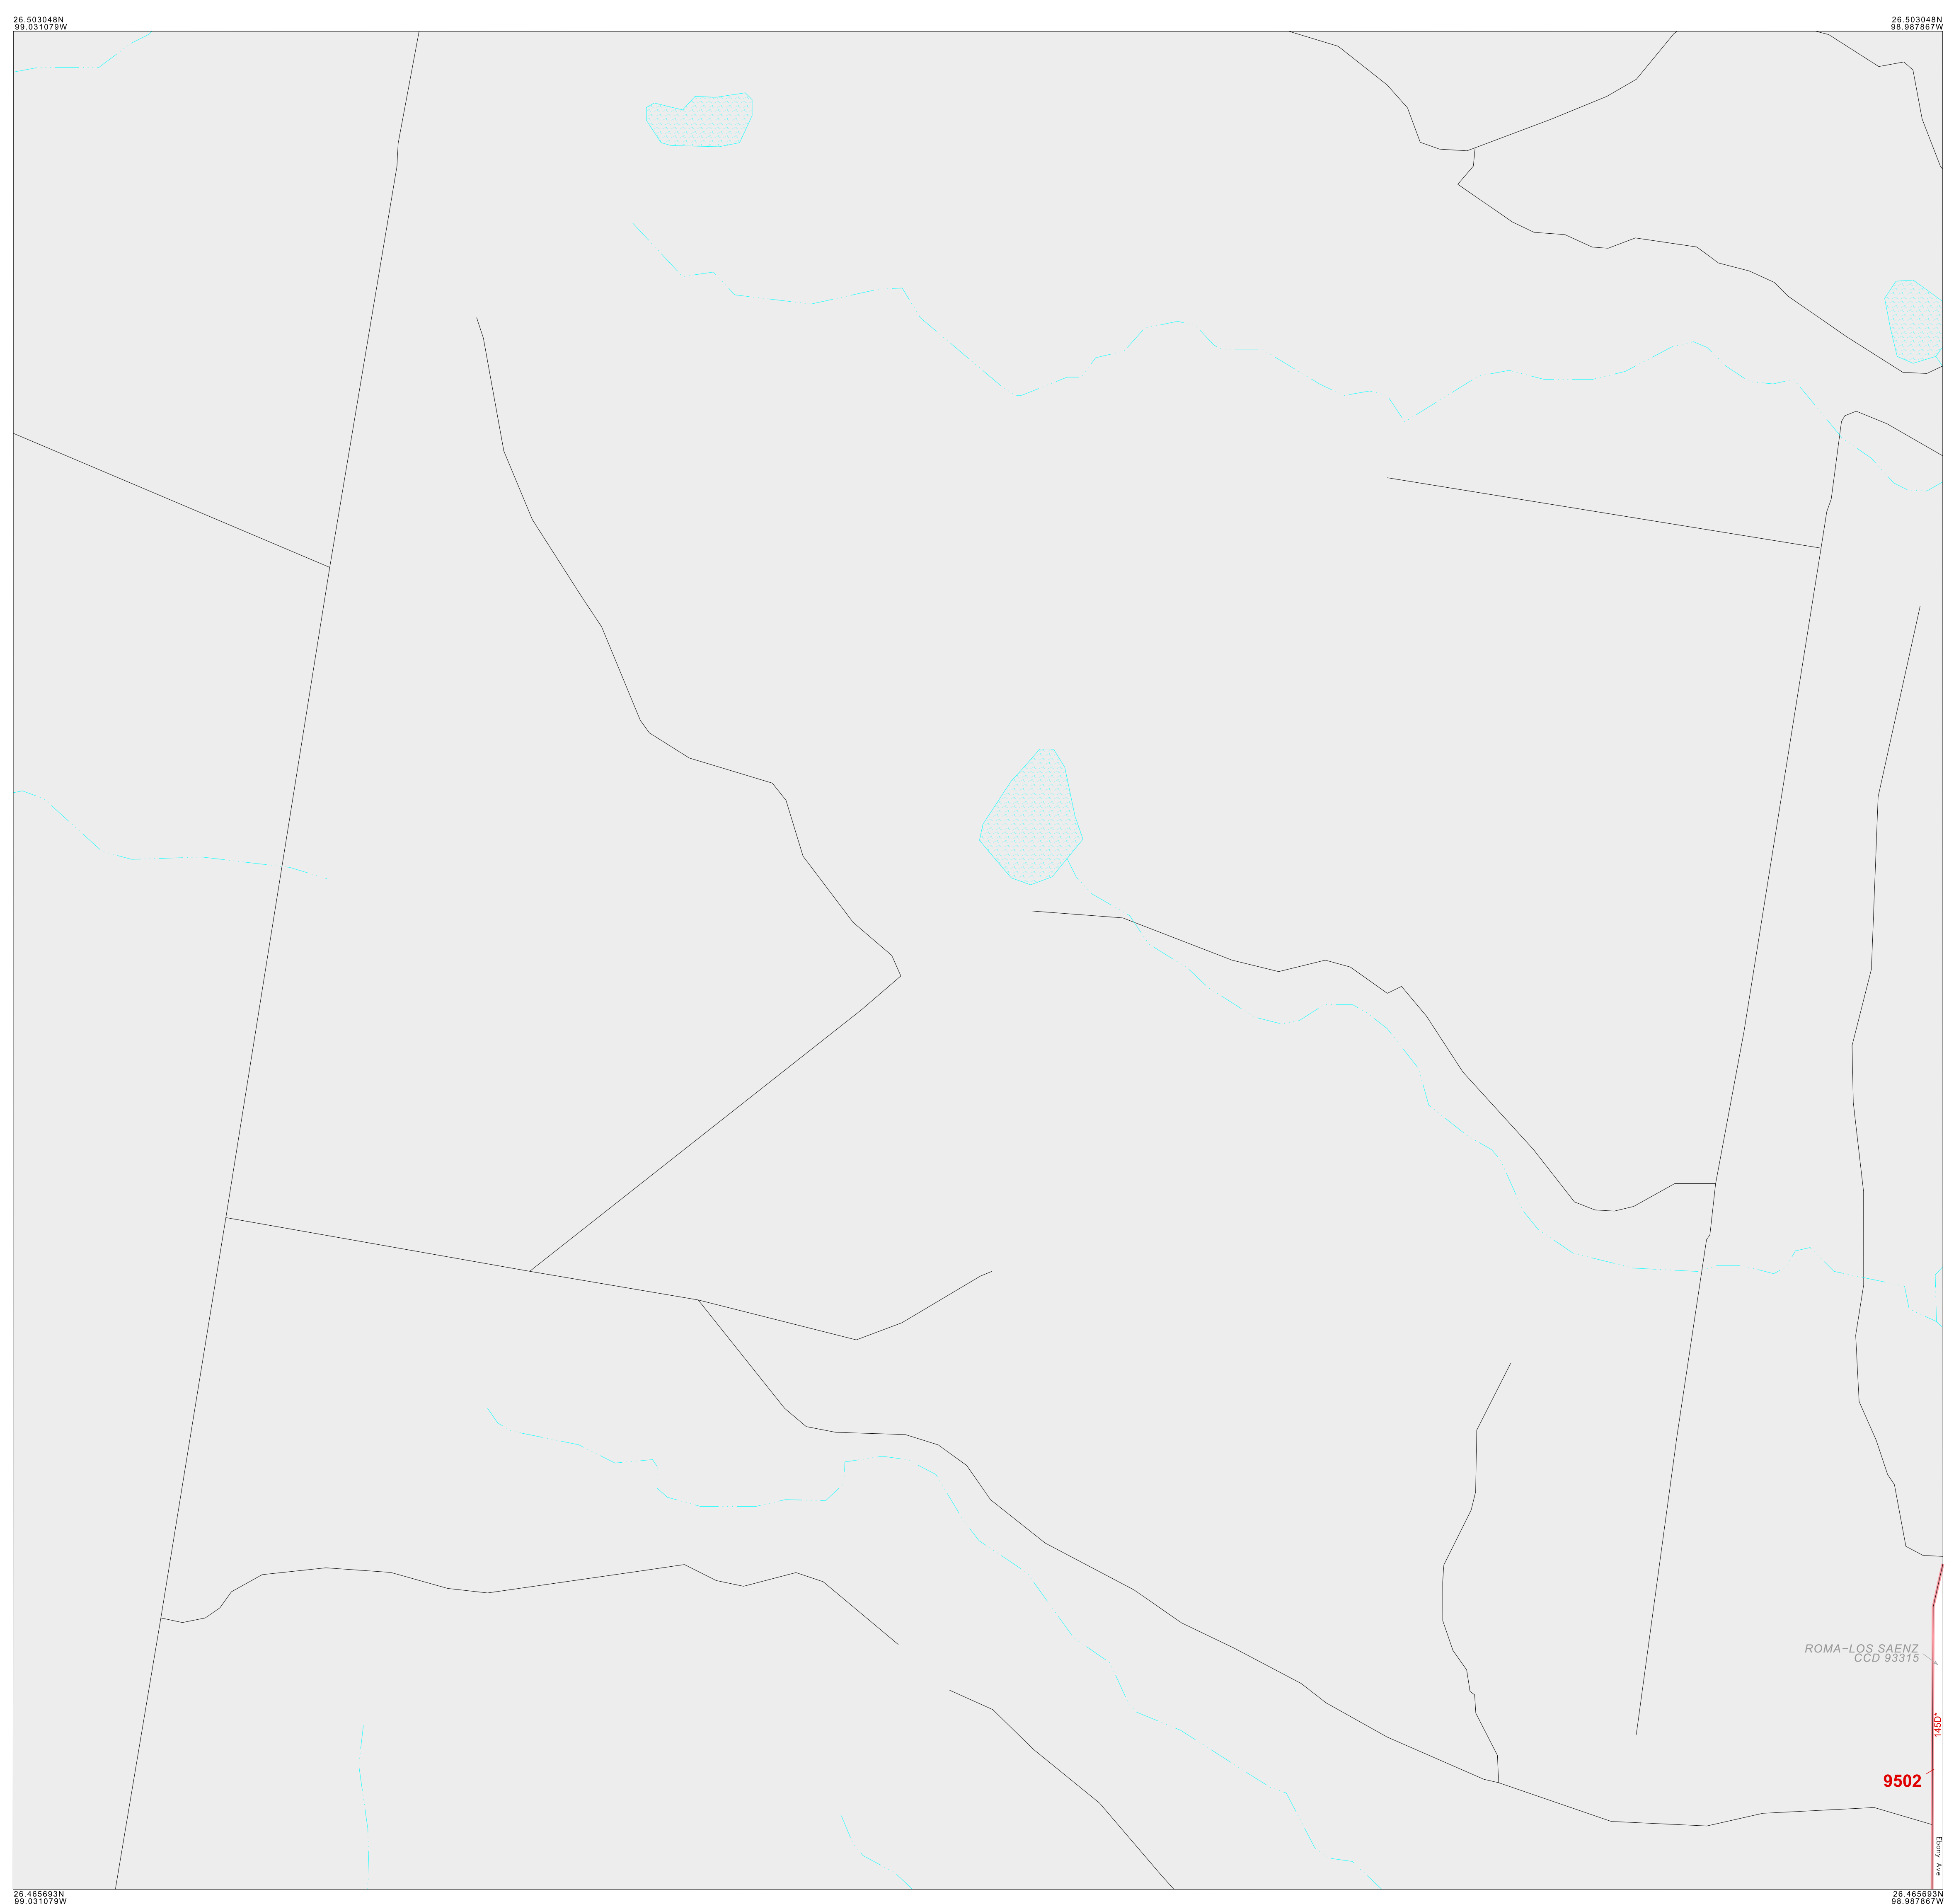 26.503048N
99.031079W
26.503048N
98.987867W
ROMA-LOS SAENZ
CCD 93315
145D*
9502
Ebony Ave
26.465693N
99.031079W
26.465693N
98.987867W